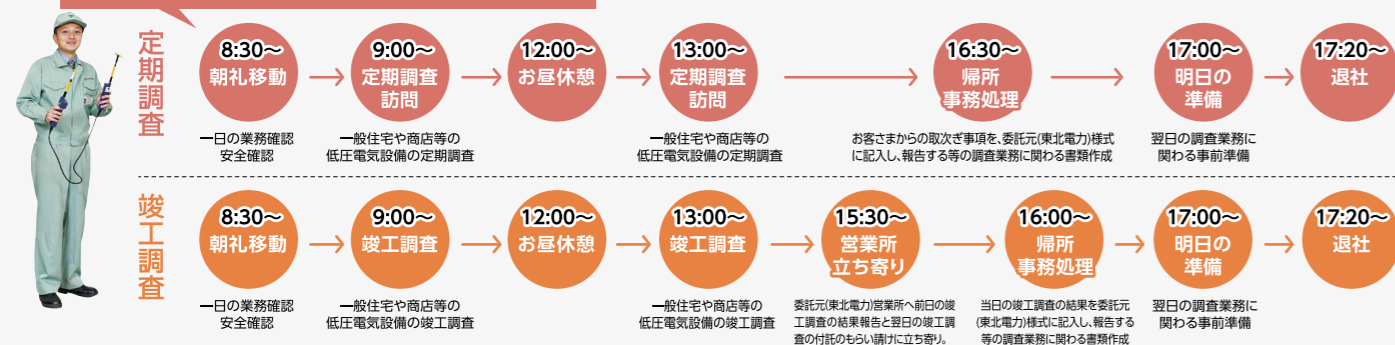 定期調査
8:30〜
朝礼移動
一日の業務確認
安全確認
9:00〜
定期調査
訪問
一般住宅や商店等の
低圧電気設備の定期調査
12:00〜
お昼休憩
13:00〜
定期調査
訪問
一般住宅や商店等の
低圧電気設備の定期調査
16:30〜
帰所
事務処理
お客さまからの取次ぎ事項を、委託元(東北電力)様式
に記入し、報告する等の調査業務に関わる書類作成
17:00〜
明日の
準備
翌日の調査業務に
関わる事前準備
17:20〜
退社
竣工調査
8:30〜
朝礼移動
一日の業務確認
安全確認
9:00〜
竣工調査
一般住宅や商店等の
低圧電気設備の竣工調査
12:00〜
お昼休憩
13:00〜
竣工調査
一般住宅や商店等の
低圧電気設備の竣工調査
15:30〜
営業所
立ち寄り
委託元(東北電力)営業所へ前日の竣
工調査の結果報告と翌日の竣工調
査の付託のもらい請けに立ち寄り。
16:00〜
帰所
事務処理
当日の竣工調査の結果を委託元
(東北電力)様式に記入し、報告する
等の調査業務に関わる書類作成
17:00〜
明日の
準備
翌日の調査業務に
関わる事前準備
17:20〜
退社